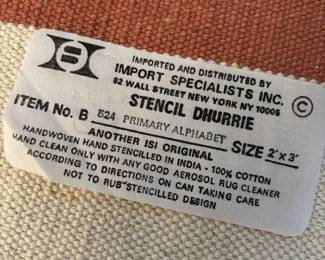 IMPORTED AND DISTRIBUTED BY
IMPORT SPECIALISTS INC. ©
82 WALL STREET NEW YORK NY 10005
STENCIL DHURRIE
ITEM No. B 524 PRIMARY ALPHABET SIZE 2'x3'
ANOTHER ISI ORIGINAL
HANDWOVEN HAND STENCILLED IN INDIA - 100% COTTON
HAND CLEAN ONLY WITH ANY GOOD AEROSOL RUG CLEANER
ACCORDING TO DIRECTIONS ON CAN TAKING CARE
NOT TO RUB "STENCILLED DESIGN